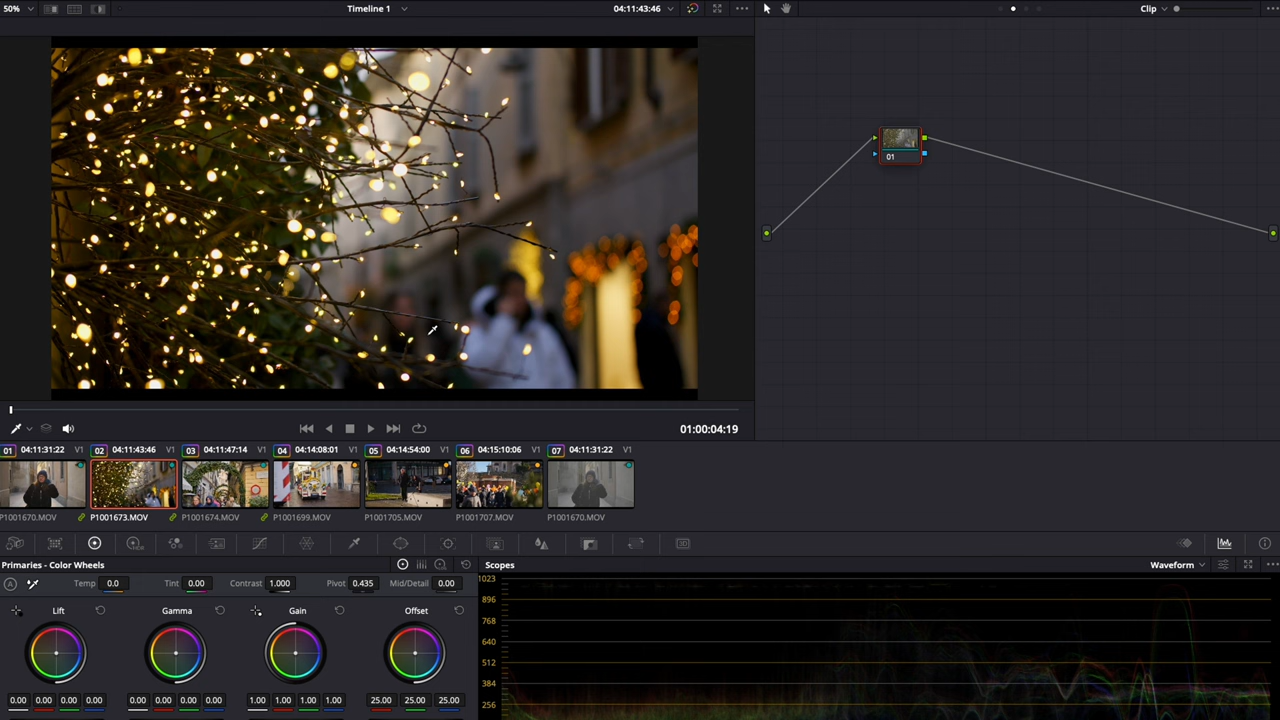 50%
Timeline 1
04:11:43:46
Clip
01
01:00:04:19
01 04:11:31:22 V1
02 04:11:43:46 V1
03 04:11:47:14 V1
04 04:14:08:01 V1
05 04:14:54:00 V1
06 04:15:10:06 V1
07 04:11:31:22 V1
P1001670.MOV
P1001673.MOV
P1001674.MOV
P1001699.MOV
P1001705.MOV
P1001707.MOV
P1001670.MOV
Primaries - Color Wheels
Scopes
Waveform
A
Temp 0.0
Tint 0.00
Contrast 1.000
Pivot 0.435
Mid/Detail 0.00
Lift
Gamma
Gain
Offset
0.00 0.00 0.00 0.00
0.00 0.00 0.00 0.00
1.00 1.00 1.00 1.00
25.00 25.00 25.00
1023
896
768
640
512
384
256